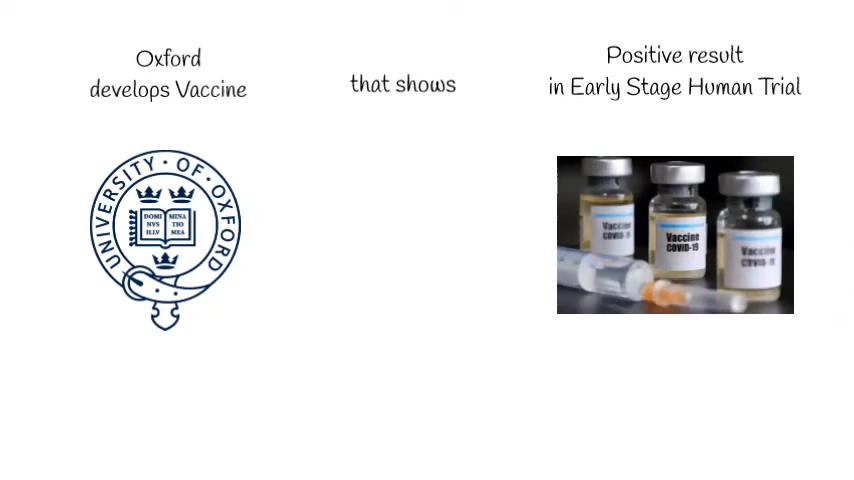 Oxford
develops Vaccine
that shows
Positive result
in Early Stage Human Trial
UNIVERSITY · OF · OXFORD
DOMI MINA
NVS TIO
ILLV MEA
Vaccine
COVID-19
Vaccine
COVID-19
Vaccine
COVID-19